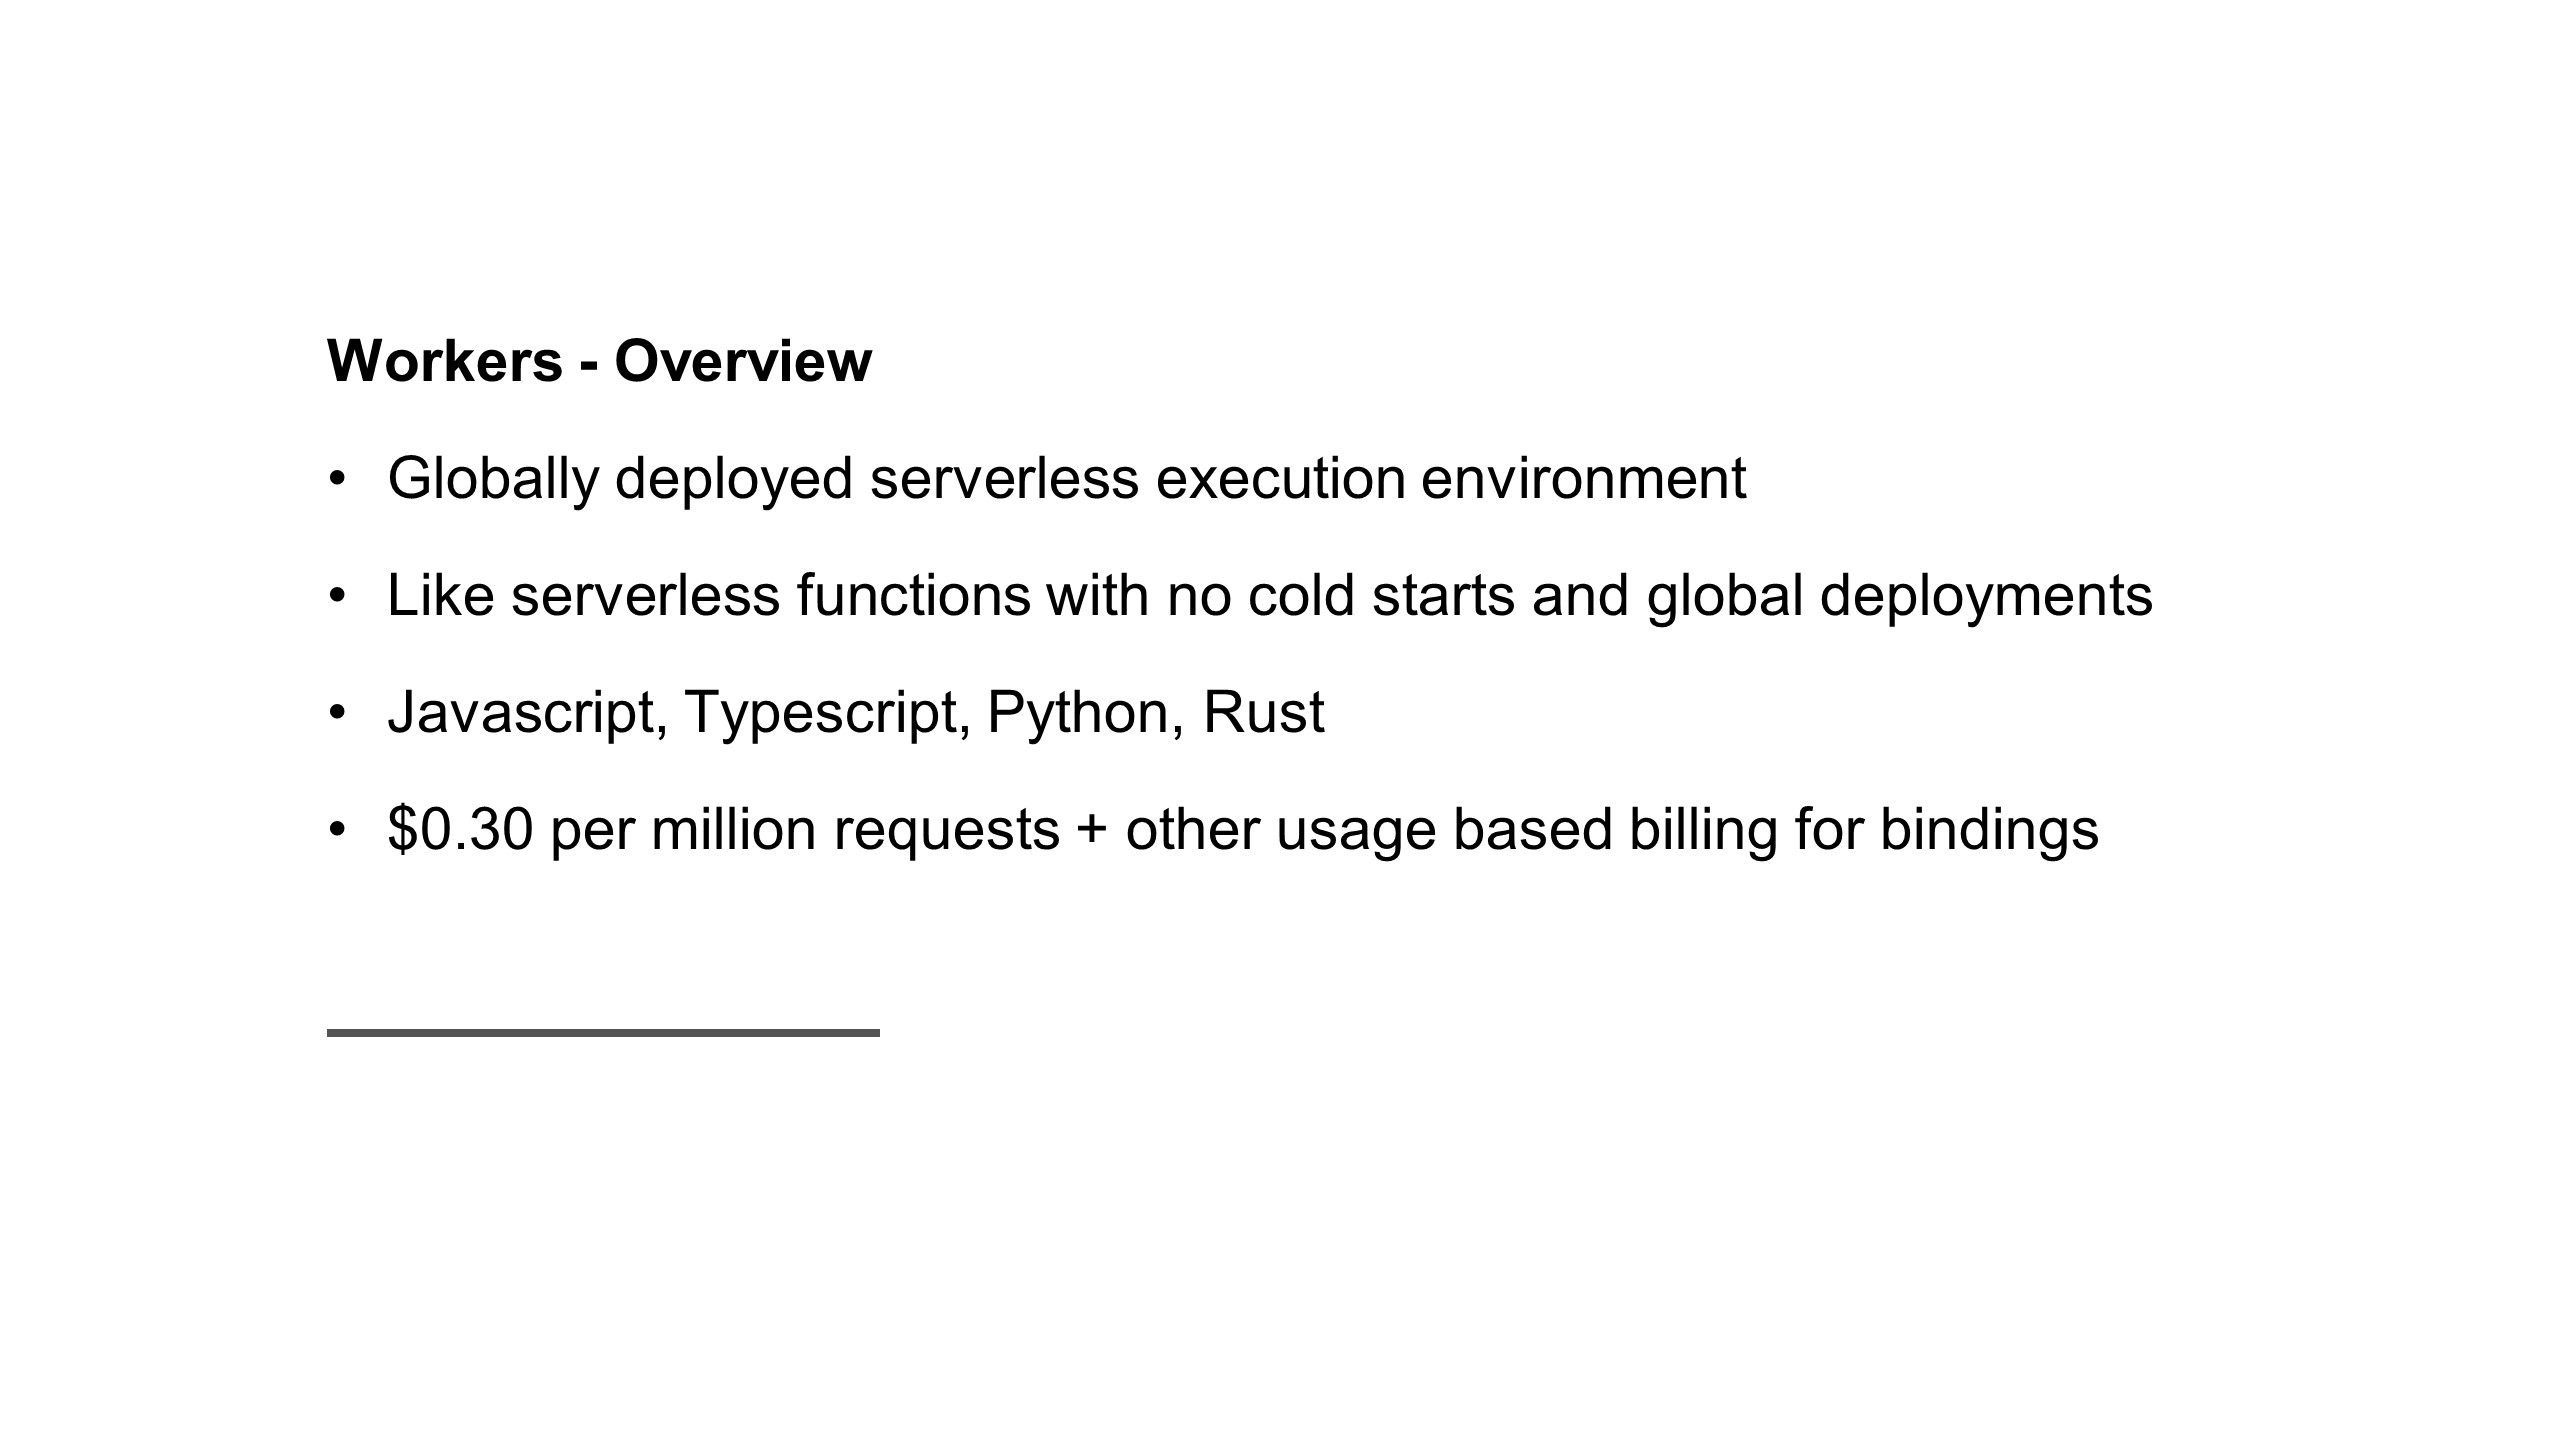 Workers - Overview
• Globally deployed serverless execution environment
• Like serverless functions with no cold starts and global deployments
• Javascript, Typescript, Python, Rust
• $0.30 per million requests + other usage based billing for bindings